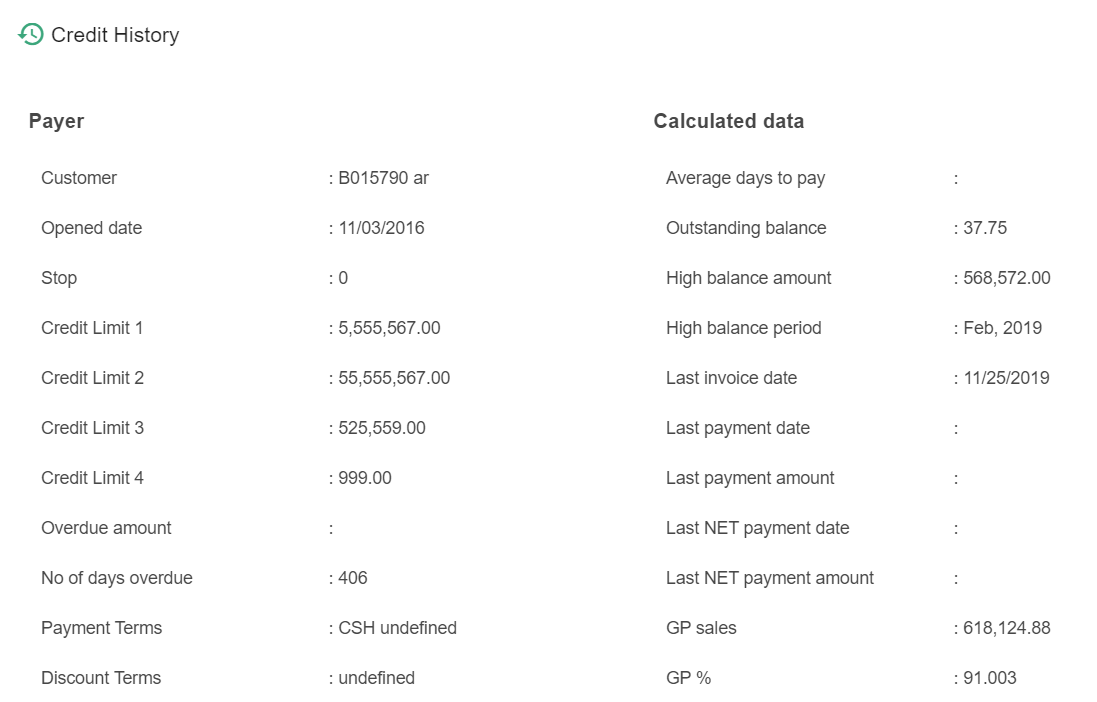 Credit History
Payer
Customer : B015790 ar
Opened date : 11/03/2016
Stop : 0
Credit Limit 1 : 5,555,567.00
Credit Limit 2 : 55,555,567.00
Credit Limit 3 : 525,559.00
Credit Limit 4 : 999.00
Overdue amount :
No of days overdue : 406
Payment Terms : CSH undefined
Discount Terms : undefined
Calculated data
Average days to pay :
Outstanding balance : 37.75
High balance amount : 568,572.00
High balance period : Feb, 2019
Last invoice date : 11/25/2019
Last payment date :
Last payment amount :
Last NET payment date :
Last NET payment amount :
GP sales : 618,124.88
GP % : 91.003